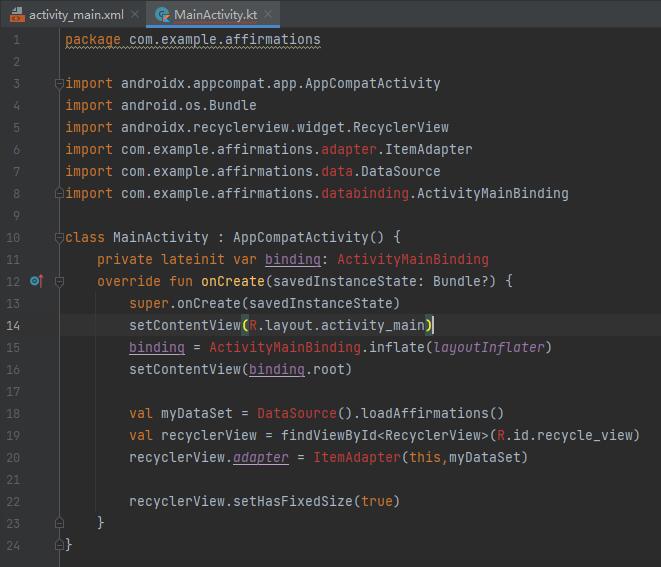 activity_main.xml
MainActivity.kt
1 package com.example.affirmations
2
3 import androidx.appcompat.app.AppCompatActivity
4 import android.os.Bundle
5 import androidx.recyclerview.widget.RecyclerView
6 import com.example.affirmations.adapter.ItemAdapter
7 import com.example.affirmations.data.DataSource
8 import com.example.affirmations.databinding.ActivityMainBinding
9
10 class MainActivity : AppCompatActivity() {
11     private lateinit var binding: ActivityMainBinding
12     override fun onCreate(savedInstanceState: Bundle?) {
13         super.onCreate(savedInstanceState)
14         setContentView(R.layout.activity_main)
15         binding = ActivityMainBinding.inflate(layoutInflater)
16         setContentView(binding.root)
17
18         val myDataSet = DataSource().loadAffirmations()
19         val recyclerView = findViewById<RecyclerView>(R.id.recycle_view)
20         recyclerView.adapter = ItemAdapter(this,myDataSet)
21
22         recyclerView.setHasFixedSize(true)
23     }
24 }